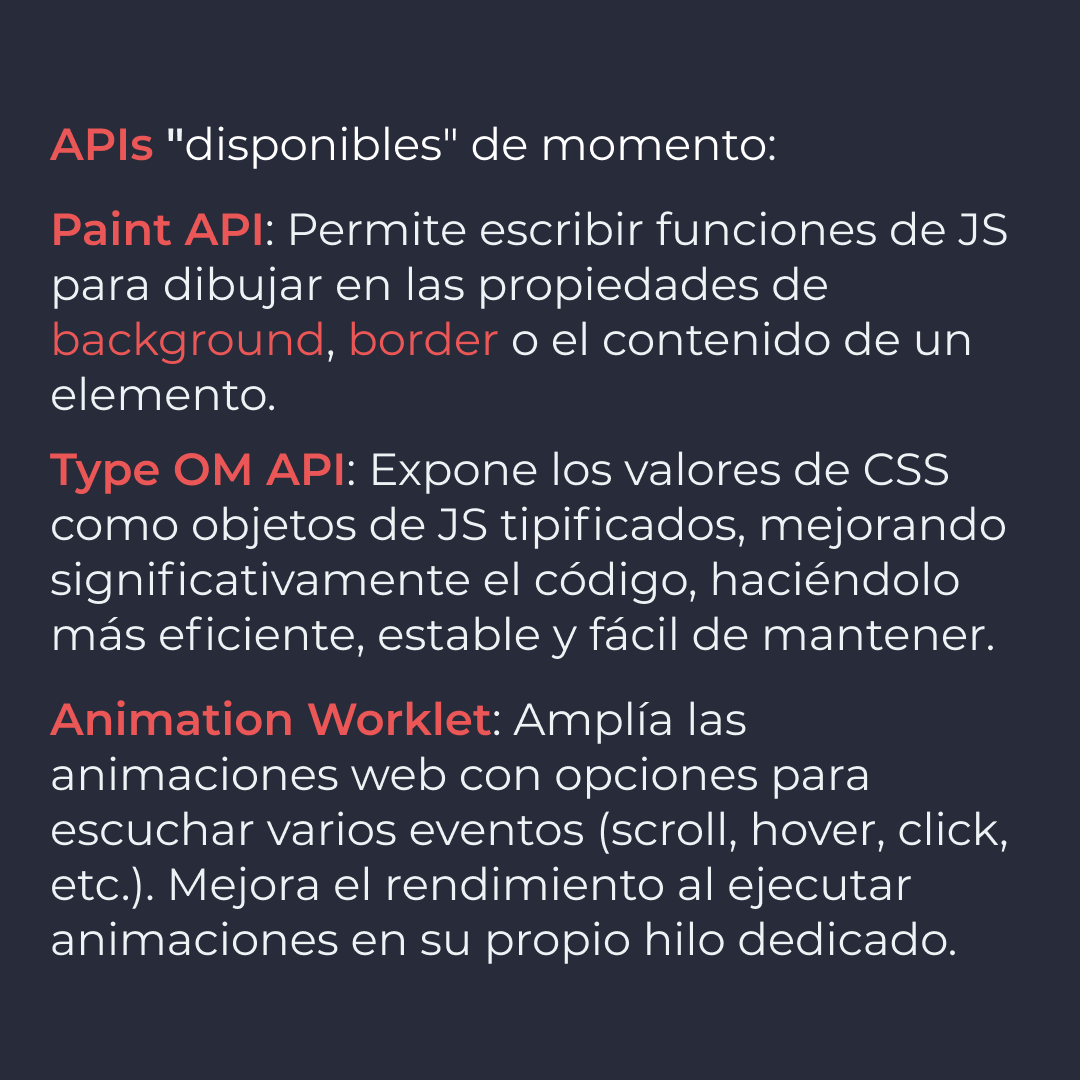 APIs "disponibles" de momento:
Paint API: Permite escribir funciones de JS
para dibujar en las propiedades de
background, border o el contenido de un
elemento.
Type OM API: Expone los valores de CSS
como objetos de JS tipificados, mejorando
significativamente el código, haciéndolo
más eficiente, estable y fácil de mantener.
Animation Worklet: Amplía las
animaciones web con opciones para
escuchar varios eventos (scroll, hover, click,
etc.). Mejora el rendimiento al ejecutar
animaciones en su propio hilo dedicado.